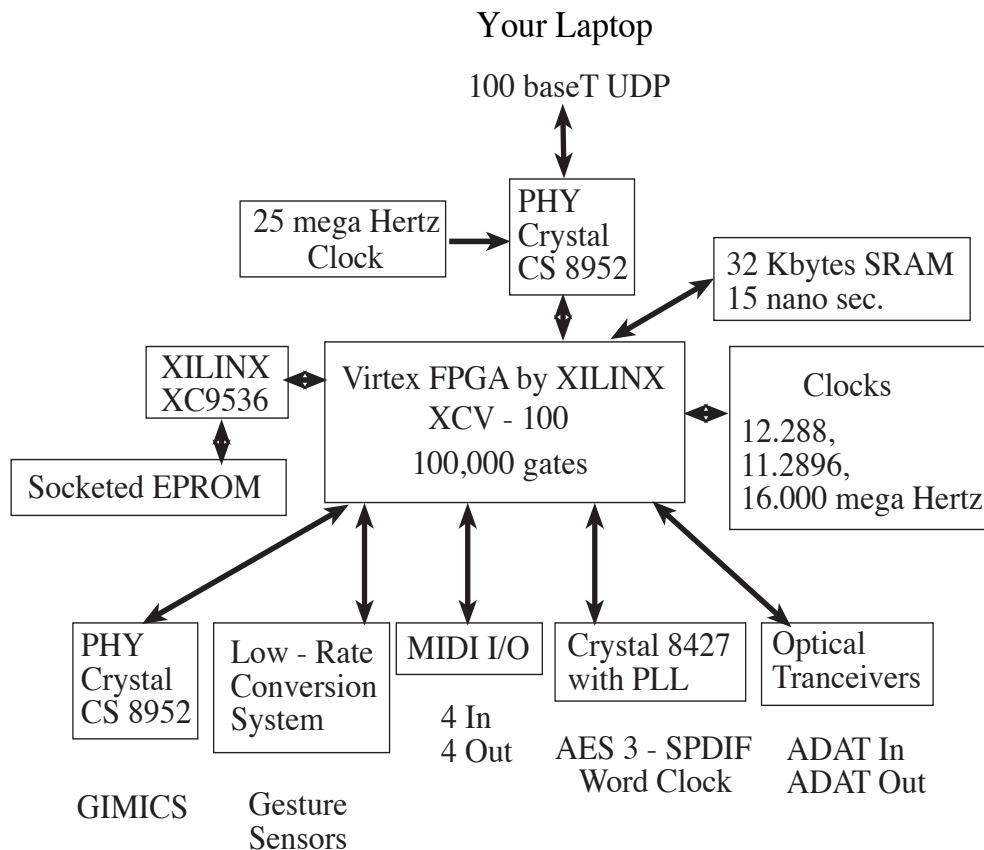 Your Laptop
100 baseT UDP
PHY
Crystal
CS 8952
25 mega Hertz
Clock
32 Kbytes SRAM
15 nano sec.
XILINX
XC9536
Virtex FPGA by XILINX
XCV - 100
100,000 gates
Clocks
12.288,
11.2896,
16.000 mega Hertz
Socketed EPROM
PHY
Crystal
CS 8952
Low - Rate
Conversion
System
MIDI I/O
Crystal 8427
with PLL
Optical
Tranceivers
4 In
4 Out
AES 3 - SPDIF
Word Clock
ADAT In
ADAT Out
GIMICS
Gesture
Sensors